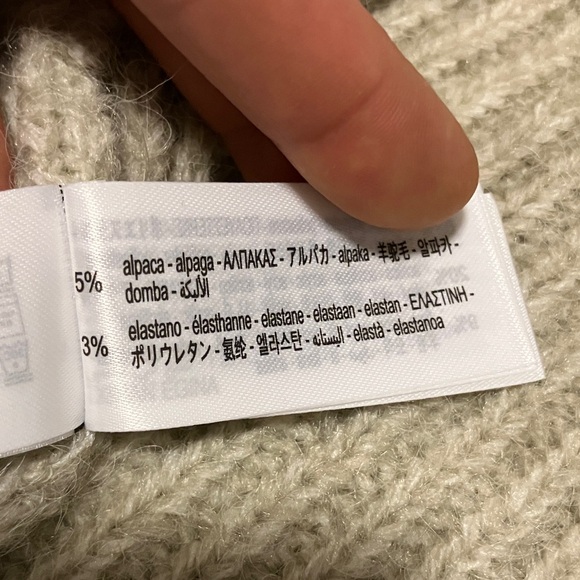 5% alpaca - alpaga - ΑΛΠΑΚΑΣ - アルパカ - alpaka - 羊驼毛 - 알파카 -
domba - الألبكة
3% elastano - élasthanne - elastane - elastaan - elastan - ΕΛΑΣΤΙΝΗ -
ポリウレタン - 氨纶 - 엘라스탄 - اليستانه - elastà - elastanoa